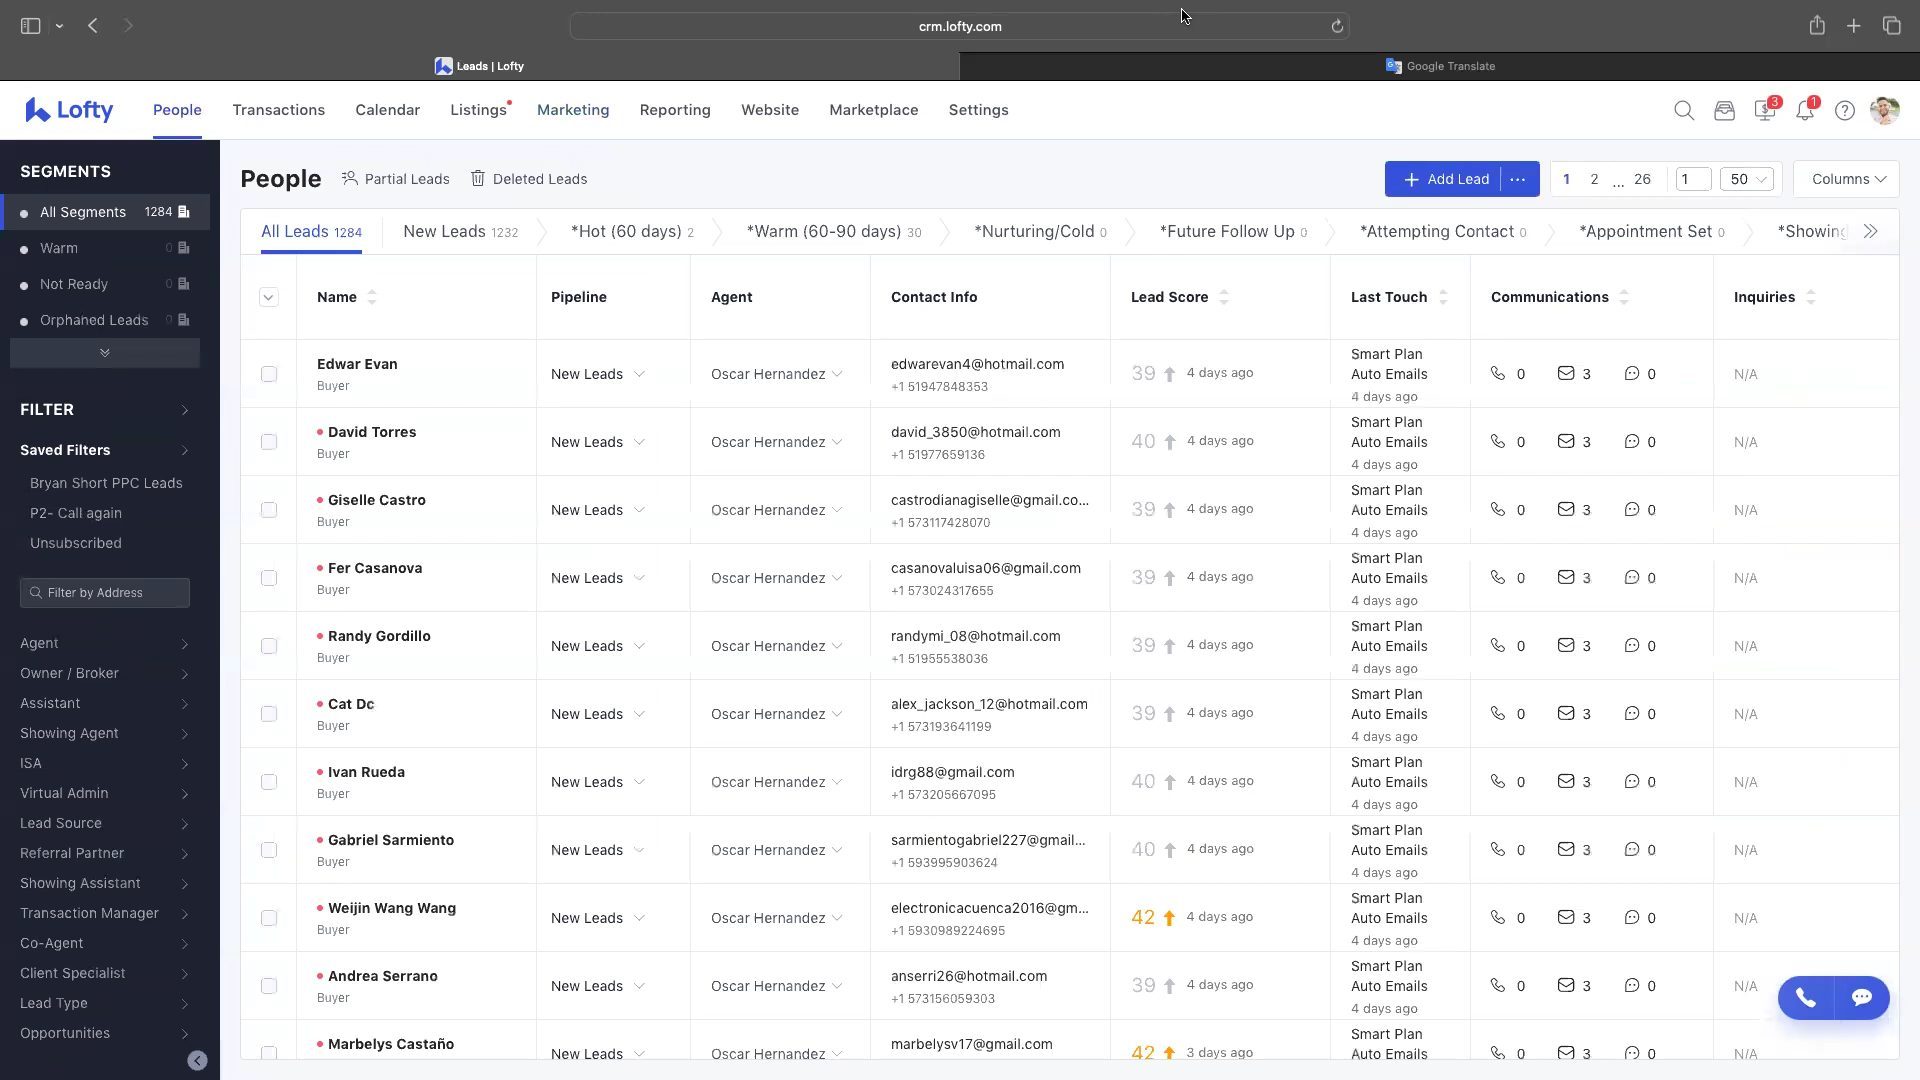 crm.lofty.com
Leads | Lofty
Google Translate
Lofty
People
Transactions
Calendar
Listings
Marketing
Reporting
Website
Marketplace
Settings
3
1
SEGMENTS
All Segments 1284
Warm 0
Not Ready 0
Orphaned Leads 0
FILTER
Saved Filters
Bryan Short PPC Leads
P2- Call again
Unsubscribed
Filter by Address
Agent
Owner / Broker
Assistant
Showing Agent
ISA
Virtual Admin
Lead Source
Referral Partner
Showing Assistant
Transaction Manager
Co-Agent
Client Specialist
Lead Type
Opportunities
People
Partial Leads
Deleted Leads
+ Add Lead ...
1 2 ... 26
1
50
Columns
All Leads 1284
New Leads 1232
*Hot (60 days) 2
*Warm (60-90 days) 30
*Nurturing/Cold 0
*Future Follow Up 0
*Attempting Contact 0
*Appointment Set 0
*Showing
Name Pipeline Agent Contact Info Lead Score Last Touch Communications Inquiries
Edwar Evan
Buyer
New Leads
Oscar Hernandez
edwarevan4@hotmail.com
+1 51947848353
39 4 days ago
Smart Plan
Auto Emails
4 days ago
0 3 0
N/A
David Torres
Buyer
New Leads
Oscar Hernandez
david_3850@hotmail.com
+1 51977659136
40 4 days ago
Smart Plan
Auto Emails
4 days ago
0 3 0
N/A
Giselle Castro
Buyer
New Leads
Oscar Hernandez
castrodianagiselle@gmail.co...
+1 573117428070
39 4 days ago
Smart Plan
Auto Emails
4 days ago
0 3 0
N/A
Fer Casanova
Buyer
New Leads
Oscar Hernandez
casanovaluisa06@gmail.com
+1 573024317655
39 4 days ago
Smart Plan
Auto Emails
4 days ago
0 3 0
N/A
Randy Gordillo
Buyer
New Leads
Oscar Hernandez
randymi_08@hotmail.com
+1 51955538036
39 4 days ago
Smart Plan
Auto Emails
4 days ago
0 3 0
N/A
Cat Dc
Buyer
New Leads
Oscar Hernandez
alex_jackson_12@hotmail.com
+1 573193641199
39 4 days ago
Smart Plan
Auto Emails
4 days ago
0 3 0
N/A
Ivan Rueda
Buyer
New Leads
Oscar Hernandez
idrg88@gmail.com
+1 573205667095
40 4 days ago
Smart Plan
Auto Emails
4 days ago
0 3 0
N/A
Gabriel Sarmiento
Buyer
New Leads
Oscar Hernandez
sarmientogabriel227@gmail...
+1 593995903624
40 4 days ago
Smart Plan
Auto Emails
4 days ago
0 3 0
N/A
Weijin Wang Wang
Buyer
New Leads
Oscar Hernandez
electronicacuenca2016@gm...
+1 5930989224695
42 4 days ago
Smart Plan
Auto Emails
4 days ago
0 3 0
N/A
Andrea Serrano
Buyer
New Leads
Oscar Hernandez
anserri26@hotmail.com
+1 573156059303
39 4 days ago
Smart Plan
Auto Emails
4 days ago
0 3 0
N/A
Marbelys Castaño
New Leads
Oscar Hernandez
marbelysv17@gmail.com
42 3 days ago
Smart Plan
Auto Emails
0 3 0
N/A